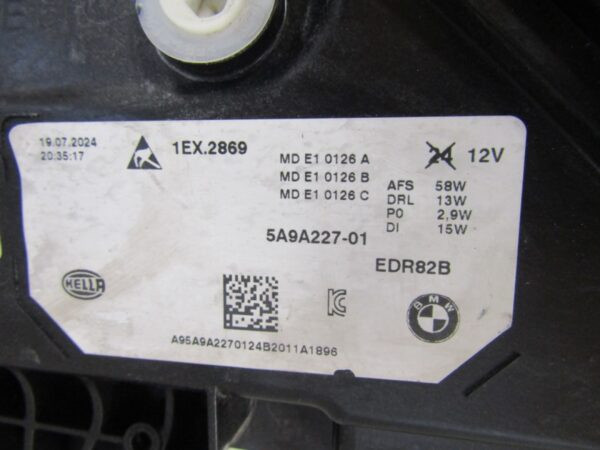 19.07.2024
20:35:17
1EX.2869
MD E1 0126 A
MD E1 0126 B
MD E1 0126 C
24 12V
AFS 58W
DRL 13W
P0 2,9W
DI 15W
5A9A227-01
EDR82B
HELLA
BMW
A95A9A2270124B2011A1896